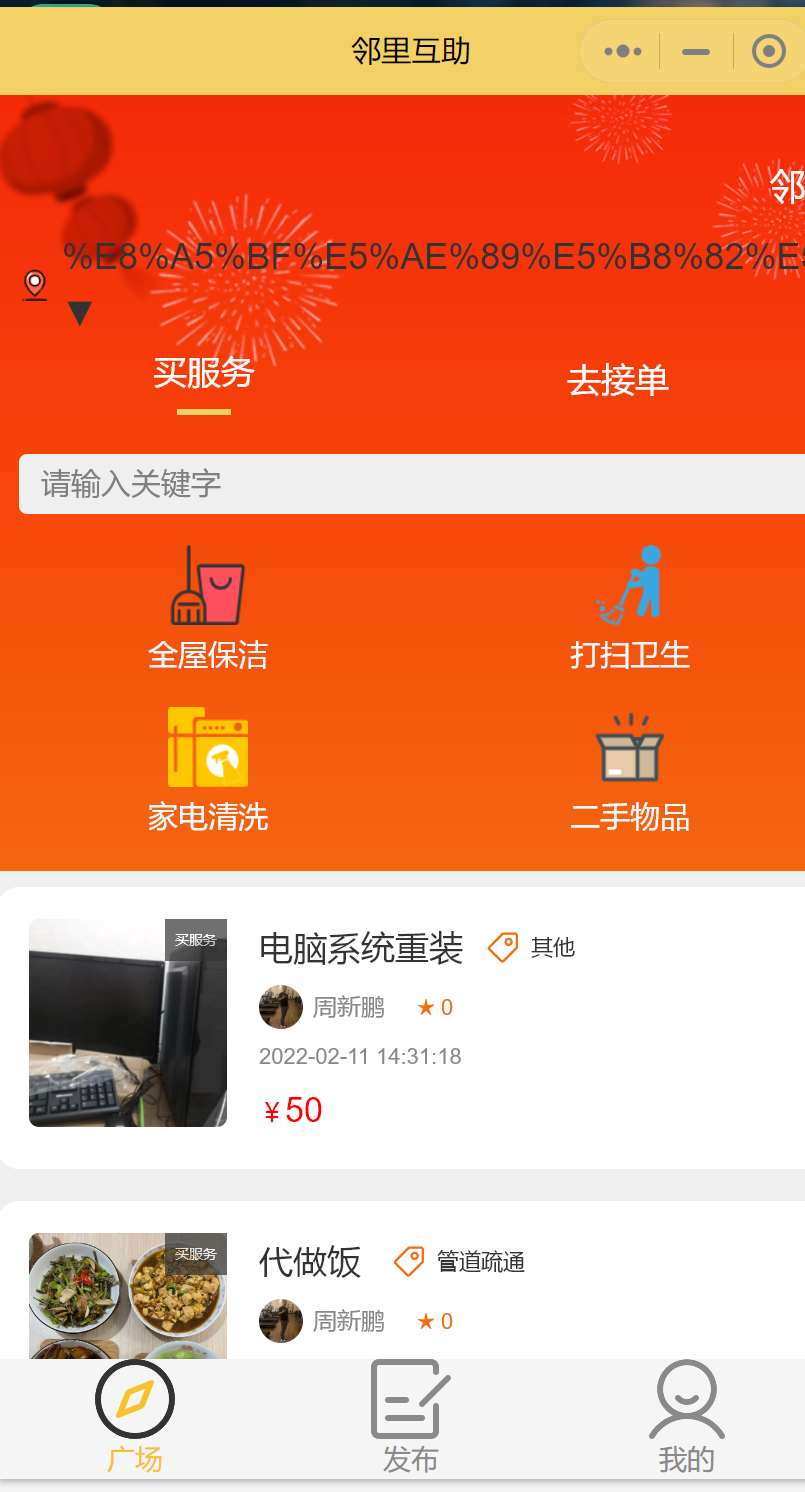 邻里互助
邻
%E8%A5%BF%E5%AE%89%E5%B8%82%E5
▼
买服务 去接单
请输入关键字
全屋保洁 打扫卫生
家电清洗 二手物品
买服务
电脑系统重装 其他
周新鹏 ★ 0
2022-02-11 14:31:18
¥50
买服务
代做饭 管道疏通
周新鹏 ★ 0
广场 发布 我的